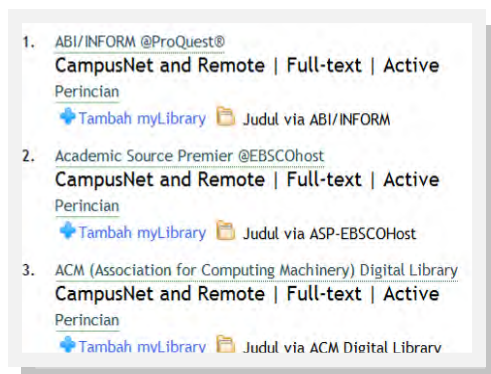 1. ABI/INFORM @ProQuest®
CampusNet and Remote | Full-text | Active
Perincian
Tambah myLibrary Judul via ABI/INFORM
2. Academic Source Premier @EBSCOhost
CampusNet and Remote | Full-text | Active
Perincian
Tambah myLibrary Judul via ASP-EBSCOHost
3. ACM (Association for Computing Machinery) Digital Library
CampusNet and Remote | Full-text | Active
Perincian
Tambah myLibrary Judul via ACM Digital Library